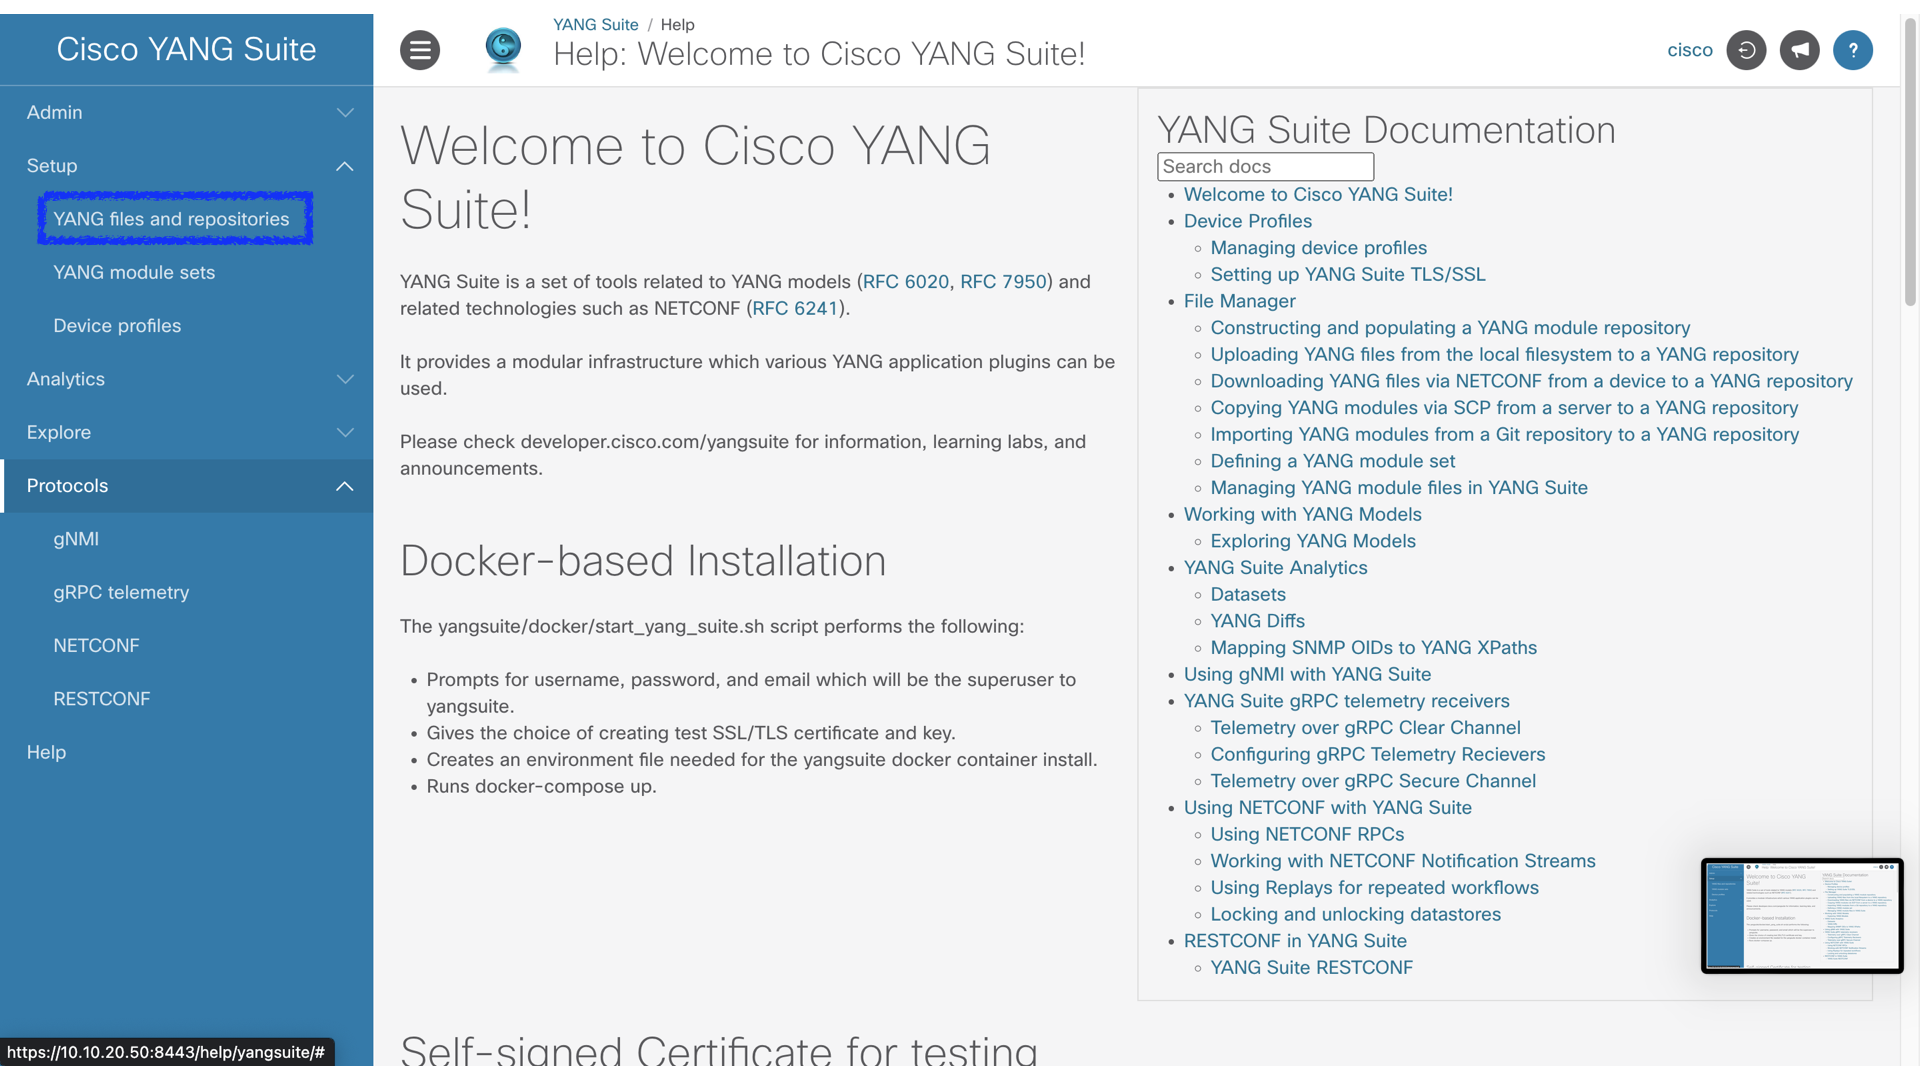 Cisco YANG Suite
Admin
Setup
YANG files and repositories
YANG module sets
Device profiles
Analytics
Explore
Protocols
gNMI
gRPC telemetry
NETCONF
RESTCONF
Help
https://10.10.20.50:8443/help/yangsuite/#
YANG Suite / Help
Help: Welcome to Cisco YANG Suite!
cisco
?
Welcome to Cisco YANG
Suite!
YANG Suite is a set of tools related to YANG models (RFC 6020, RFC 7950) and
related technologies such as NETCONF (RFC 6241).
It provides a modular infrastructure which various YANG application plugins can be
used.
Please check developer.cisco.com/yangsuite for information, learning labs, and
announcements.
Docker-based Installation
The yangsuite/docker/start_yang_suite.sh script performs the following:
• Prompts for username, password, and email which will be the superuser to
yangsuite.
• Gives the choice of creating test SSL/TLS certificate and key.
• Creates an environment file needed for the yangsuite docker container install.
• Runs docker-compose up.
Self-signed Certificate for testing
YANG Suite Documentation
Search docs
• Welcome to Cisco YANG Suite!
• Device Profiles
◦ Managing device profiles
◦ Setting up YANG Suite TLS/SSL
• File Manager
◦ Constructing and populating a YANG module repository
◦ Uploading YANG files from the local filesystem to a YANG repository
◦ Downloading YANG files via NETCONF from a device to a YANG repository
◦ Copying YANG modules via SCP from a server to a YANG repository
◦ Importing YANG modules from a Git repository to a YANG repository
◦ Defining a YANG module set
◦ Managing YANG module files in YANG Suite
• Working with YANG Models
◦ Exploring YANG Models
• YANG Suite Analytics
◦ Datasets
◦ YANG Diffs
◦ Mapping SNMP OIDs to YANG XPaths
• Using gNMI with YANG Suite
• YANG Suite gRPC telemetry receivers
◦ Telemetry over gRPC Clear Channel
◦ Configuring gRPC Telemetry Recievers
◦ Telemetry over gRPC Secure Channel
• Using NETCONF with YANG Suite
◦ Using NETCONF RPCs
◦ Working with NETCONF Notification Streams
◦ Using Replays for repeated workflows
◦ Locking and unlocking datastores
• RESTCONF in YANG Suite
◦ YANG Suite RESTCONF